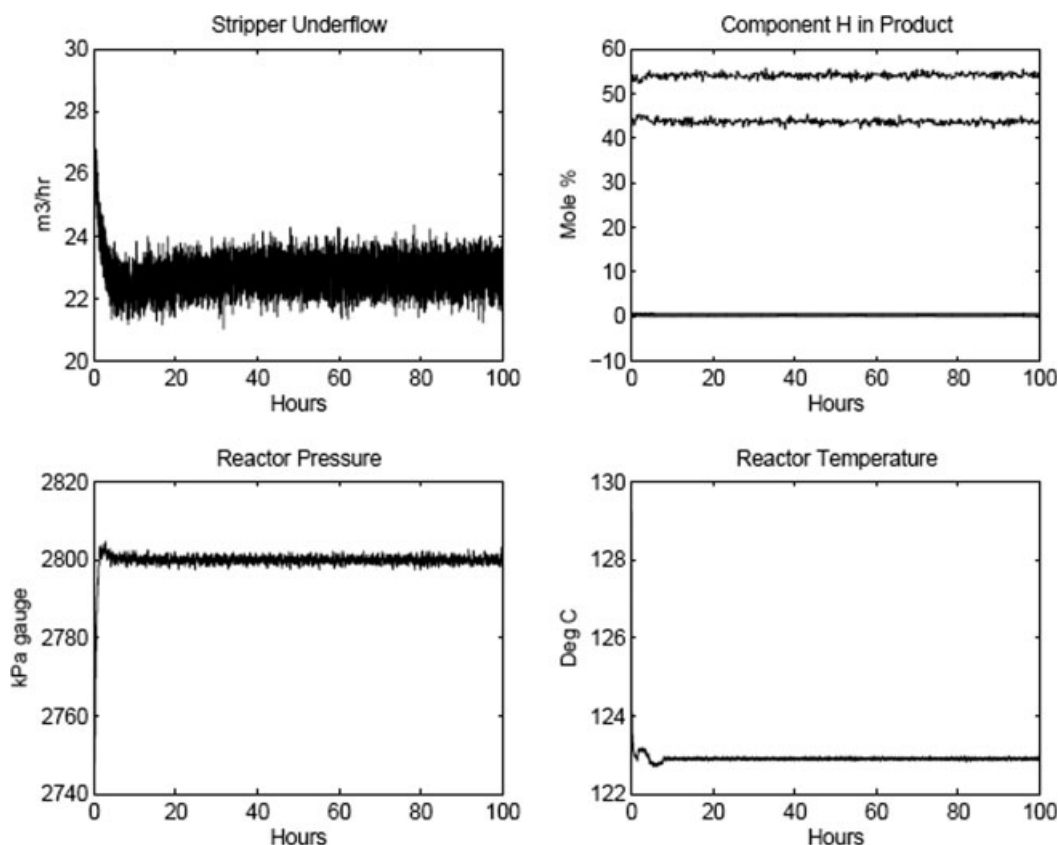 Stripper Underflow
30
28
26
24
22
20
m3/hr
0 20 40 60 80 100
Hours
Component H in Product
60
50
40
30
20
10
0
−10
Mole %
0 20 40 60 80 100
Hours
Reactor Pressure
2820
2800
2780
2760
2740
kPa gauge
0 20 40 60 80 100
Hours
Reactor Temperature
130
128
126
124
122
Deg C
0 20 40 60 80 100
Hours